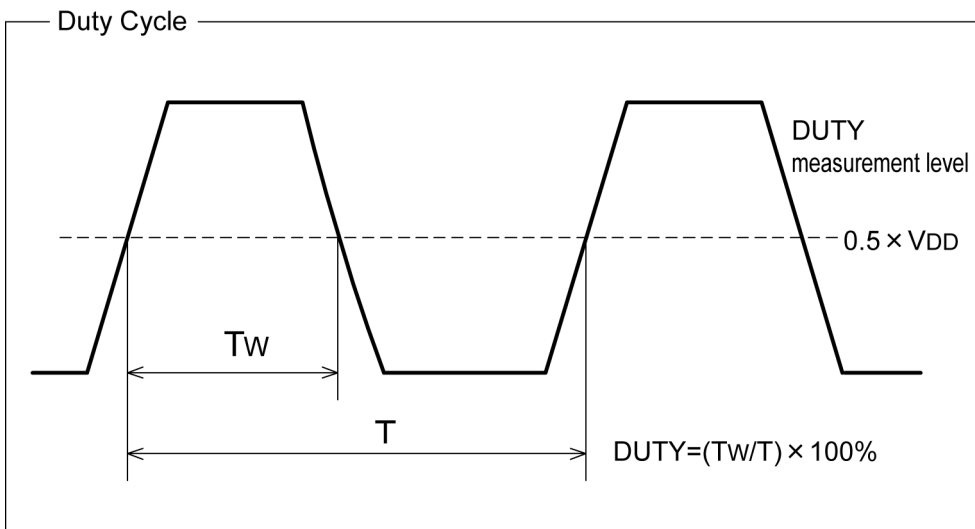 Duty Cycle
DUTY
measurement level
0.5 × VDD
TW
T
DUTY=(TW/T) × 100%